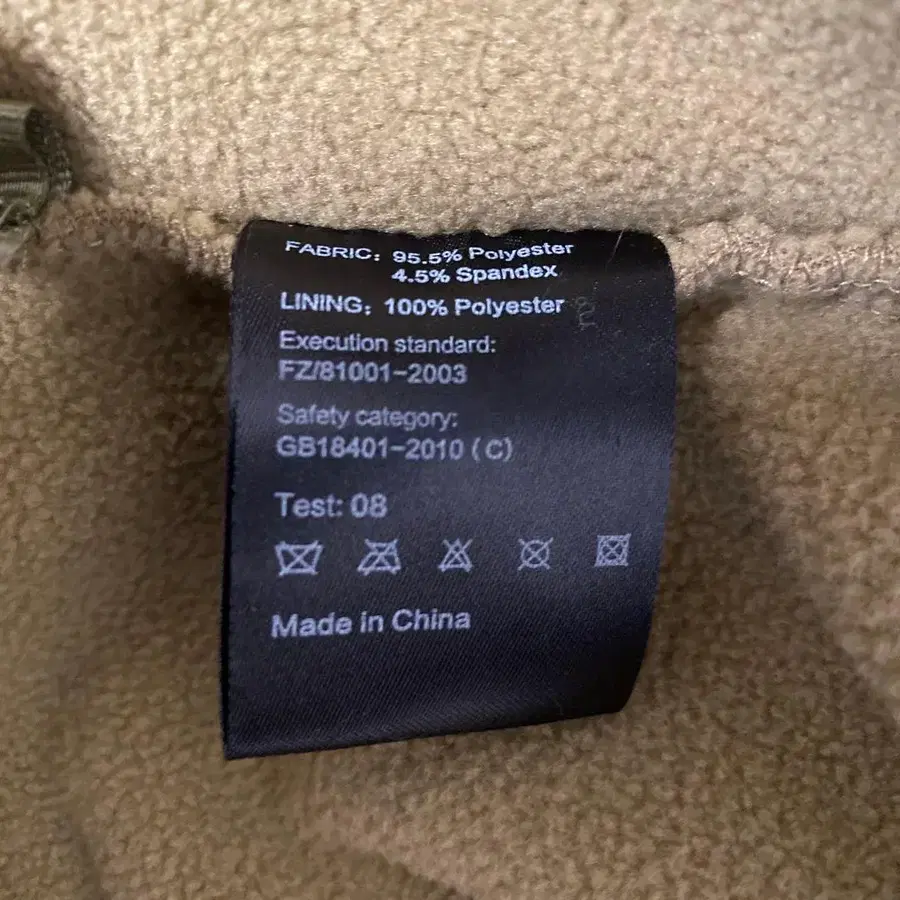 FABRIC: 95.5% Polyester
4.5% Spandex
LINING: 100% Polyester
Execution standard:
FZ/81001-2003
Safety category:
GB18401-2010 (C)
Test: 08
Made in China